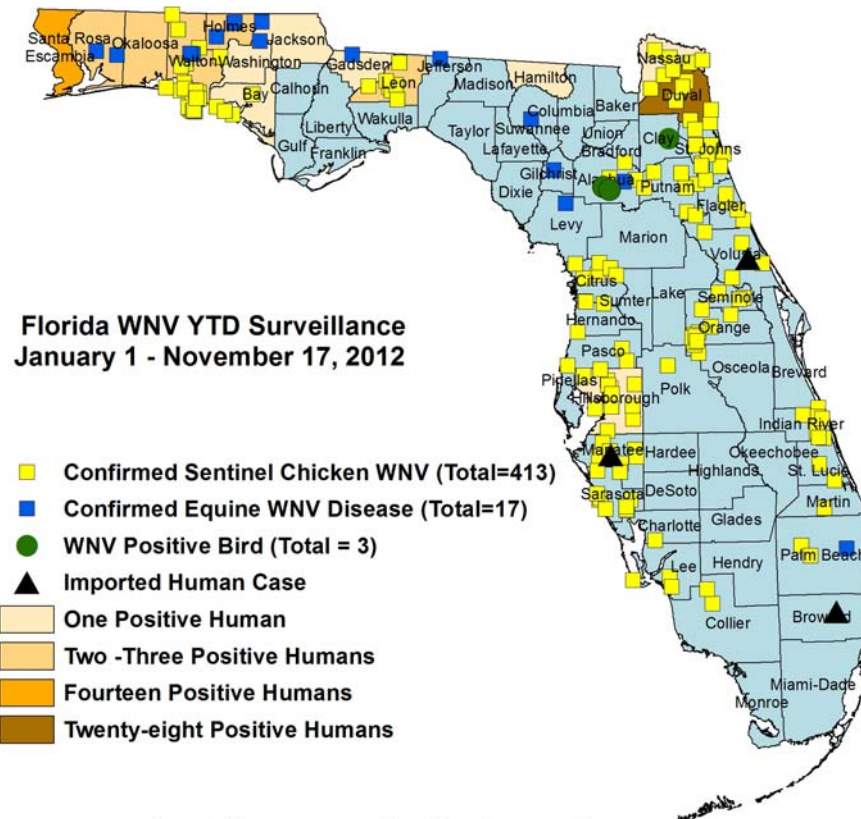 Santa Rosa
Escambia
Okaloosa
Holmes
Walton
Jackson
Washington
Bay
Calhoun
Gulf
Liberty
Franklin
Gadsden
Leon
Wakulla
Jefferson
Madison
Taylor
Hamilton
Suwannee
Lafayette
Dixie
Columbia
Baker
Union
Bradford
Gilchrist
Alachua
Levy
Nassau
Duval
Clay
St. Johns
Putnam
Flagler
Marion
Volusia
Citrus
Sumter
Lake
Seminole
Hernando
Orange
Pasco
Osceola
Brevard
Pinellas
Hillsborough
Polk
Indian River
Manatee
Hardee
Okeechobee
Highlands
St. Lucie
Sarasota
DeSoto
Martin
Charlotte
Glades
Lee
Hendry
Palm Beach
Collier
Broward
Monroe
Miami-Dade
Florida WNV YTD Surveillance
January 1 - November 17, 2012
Confirmed Sentinel Chicken WNV (Total=413)
Confirmed Equine WNV Disease (Total=17)
WNV Positive Bird (Total = 3)
Imported Human Case
One Positive Human
Two -Three Positive Humans
Fourteen Positive Humans
Twenty-eight Positive Humans